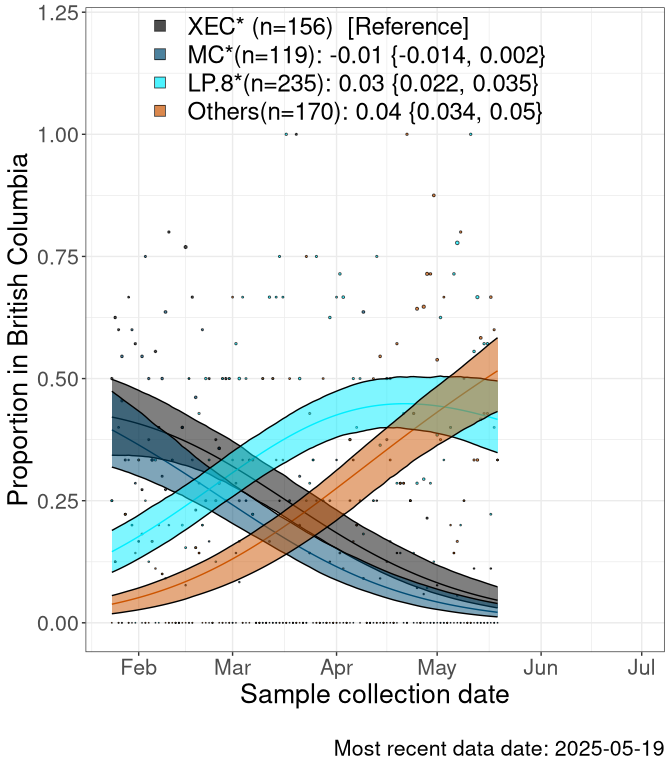 XEC* (n=156)  [Reference]
MC*(n=119): -0.01 {-0.014, 0.002}
LP.8*(n=235): 0.03 {0.022, 0.035}
Others(n=170): 0.04 {0.034, 0.05}
1.25
1.00
0.75
0.50
0.25
0.00
Proportion in British Columbia
Feb Mar Apr May Jun Jul
Sample collection date
Most recent data date: 2025-05-19